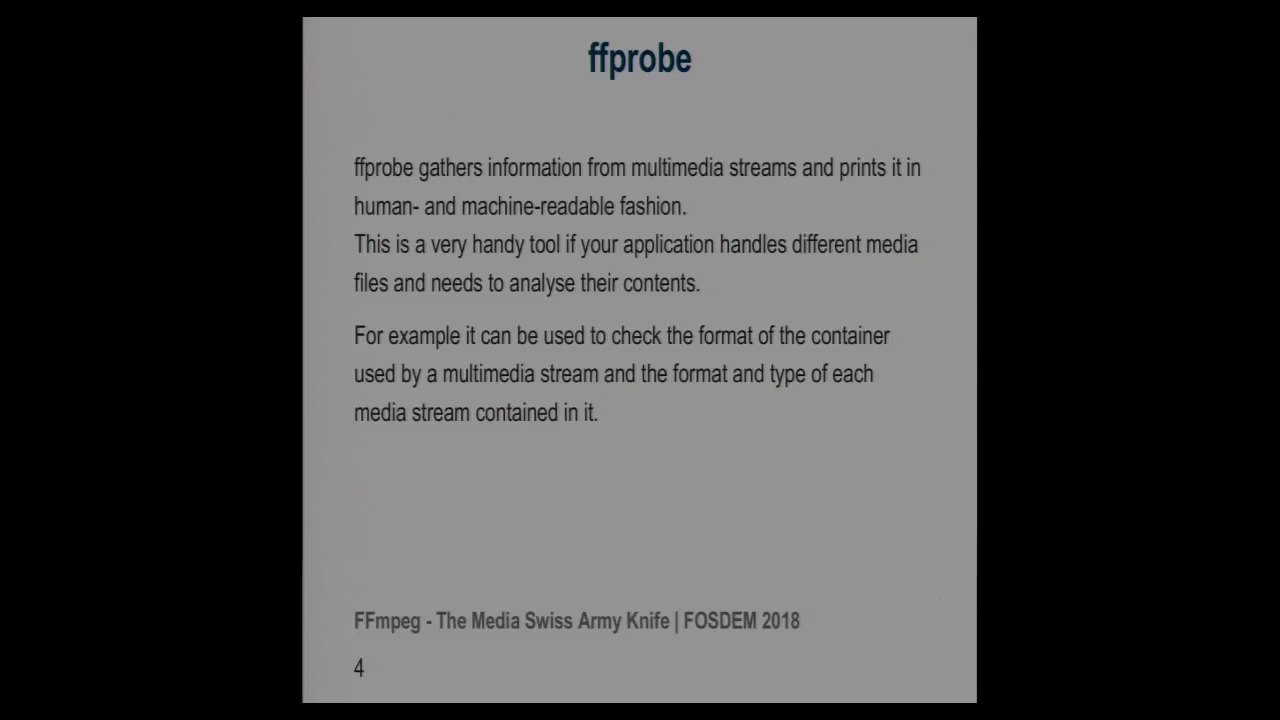 ffprobe
ffprobe gathers information from multimedia streams and prints it in
human- and machine-readable fashion.
This is a very handy tool if your application handles different media
files and needs to analyse their contents.
For example it can be used to check the format of the container
used by a multimedia stream and the format and type of each
media stream contained in it.
FFmpeg - The Media Swiss Army Knife | FOSDEM 2018
4